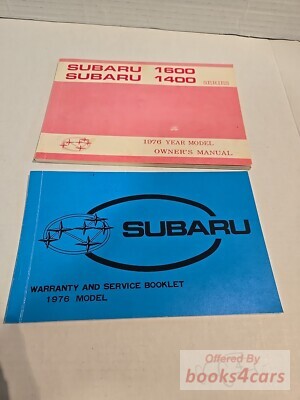 SUBARU 1600
SUBARU 1400 SERIES
1976 YEAR MODEL
OWNER'S MANUAL
SUBARU
WARRANTY AND SERVICE BOOKLET
1976 MODEL
Offered By
books4cars